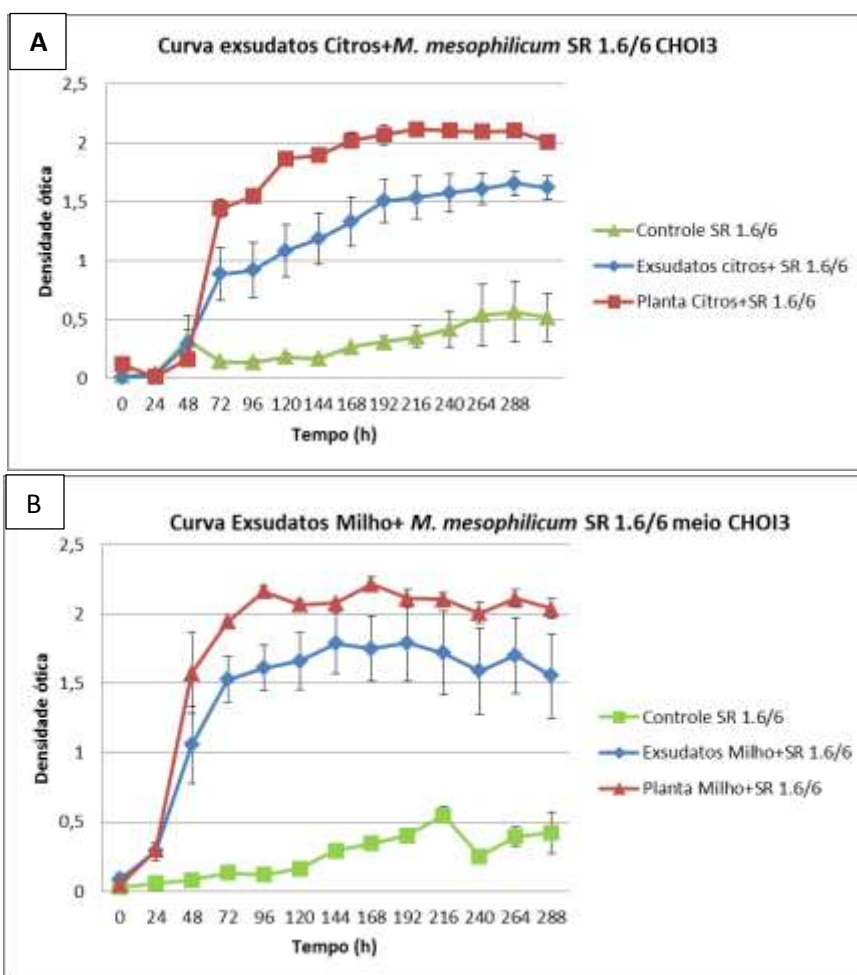 A
Curva exsudatos Citros+M. mesophilicum SR 1.6/6 CHOI3
2,5
2
1,5
1
0,5
0
Densidade ótica
0 24 48 72 96 120 144 168 192 216 240 264 288
Tempo (h)
Controle SR 1.6/6
Exsudatos citros+ SR 1.6/6
Planta Citros+SR 1.6/6
B
Curva Exsudatos Milho+ M. mesophilicum SR 1.6/6 meio CHOI3
2,5
2
1,5
1
0,5
0
Densidade ótica
0 24 48 72 96 120 144 168 192 216 240 264 288
Tempo (h)
Controle SR 1.6/6
Exsudatos Milho+SR 1.6/6
Planta Milho+SR 1.6/6